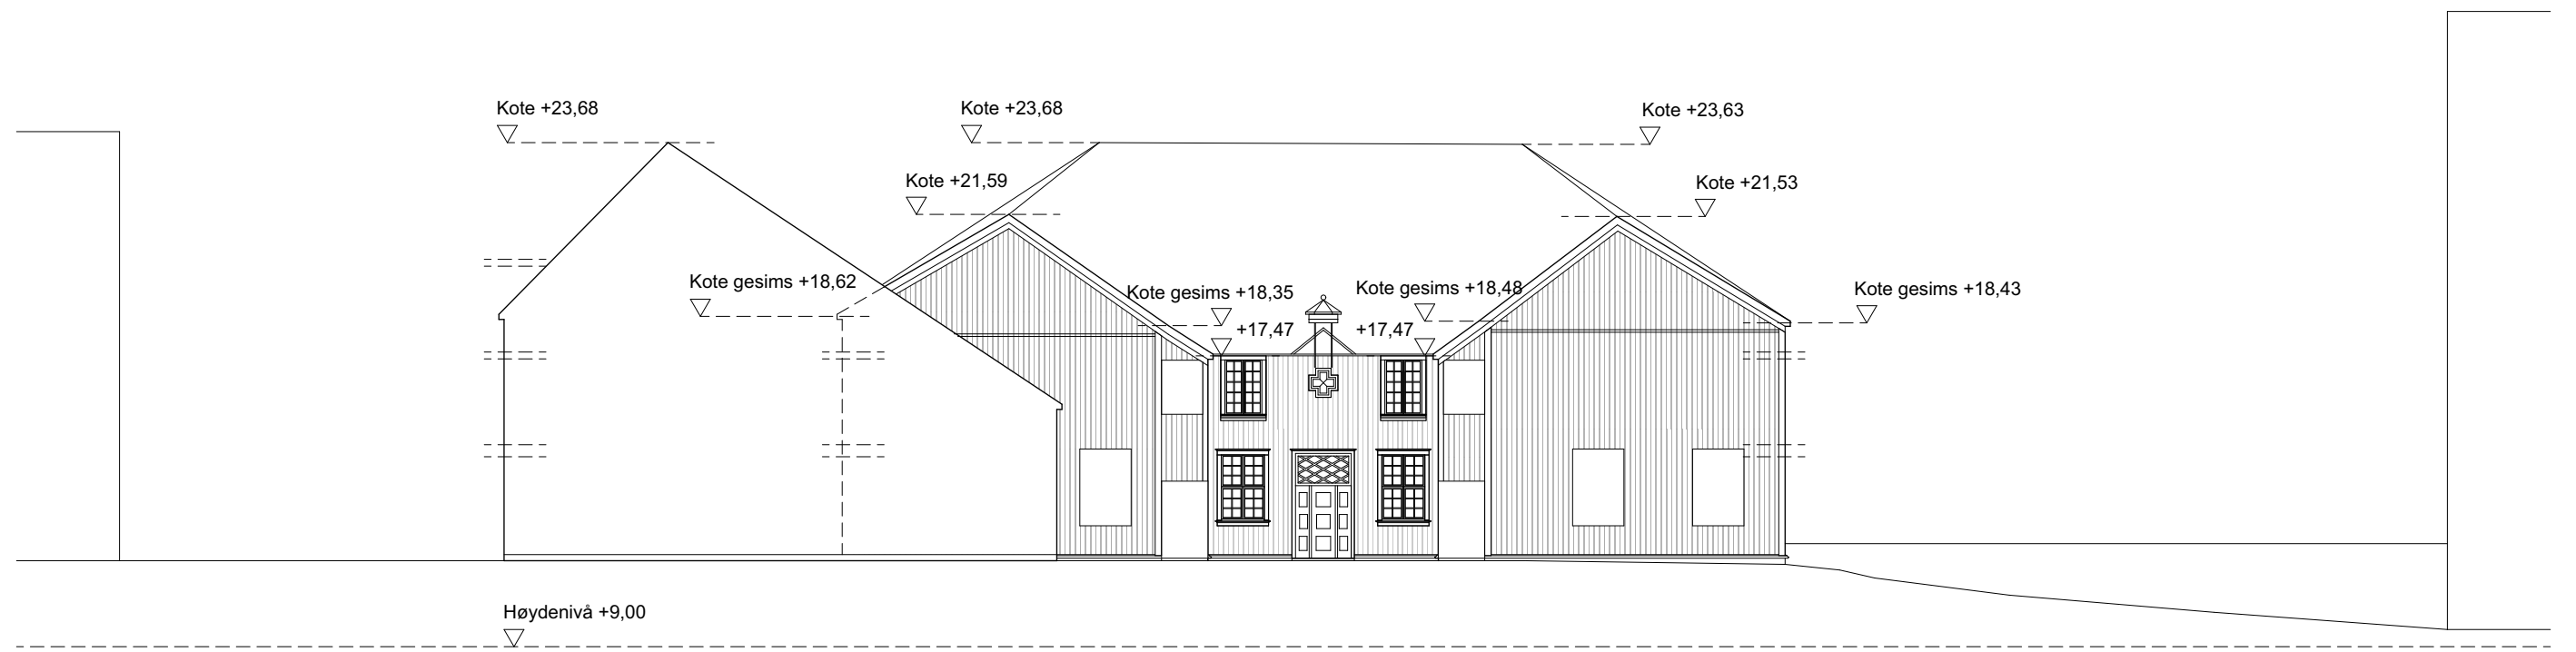 Kote +23,68
Kote +23,68
Kote +23,63
Kote +21,59
Kote +21,53
Kote gesims +18,62
Kote gesims +18,35
Kote gesims +18,48
Kote gesims +18,43
+17,47
+17,47
Høydenivå +9,00